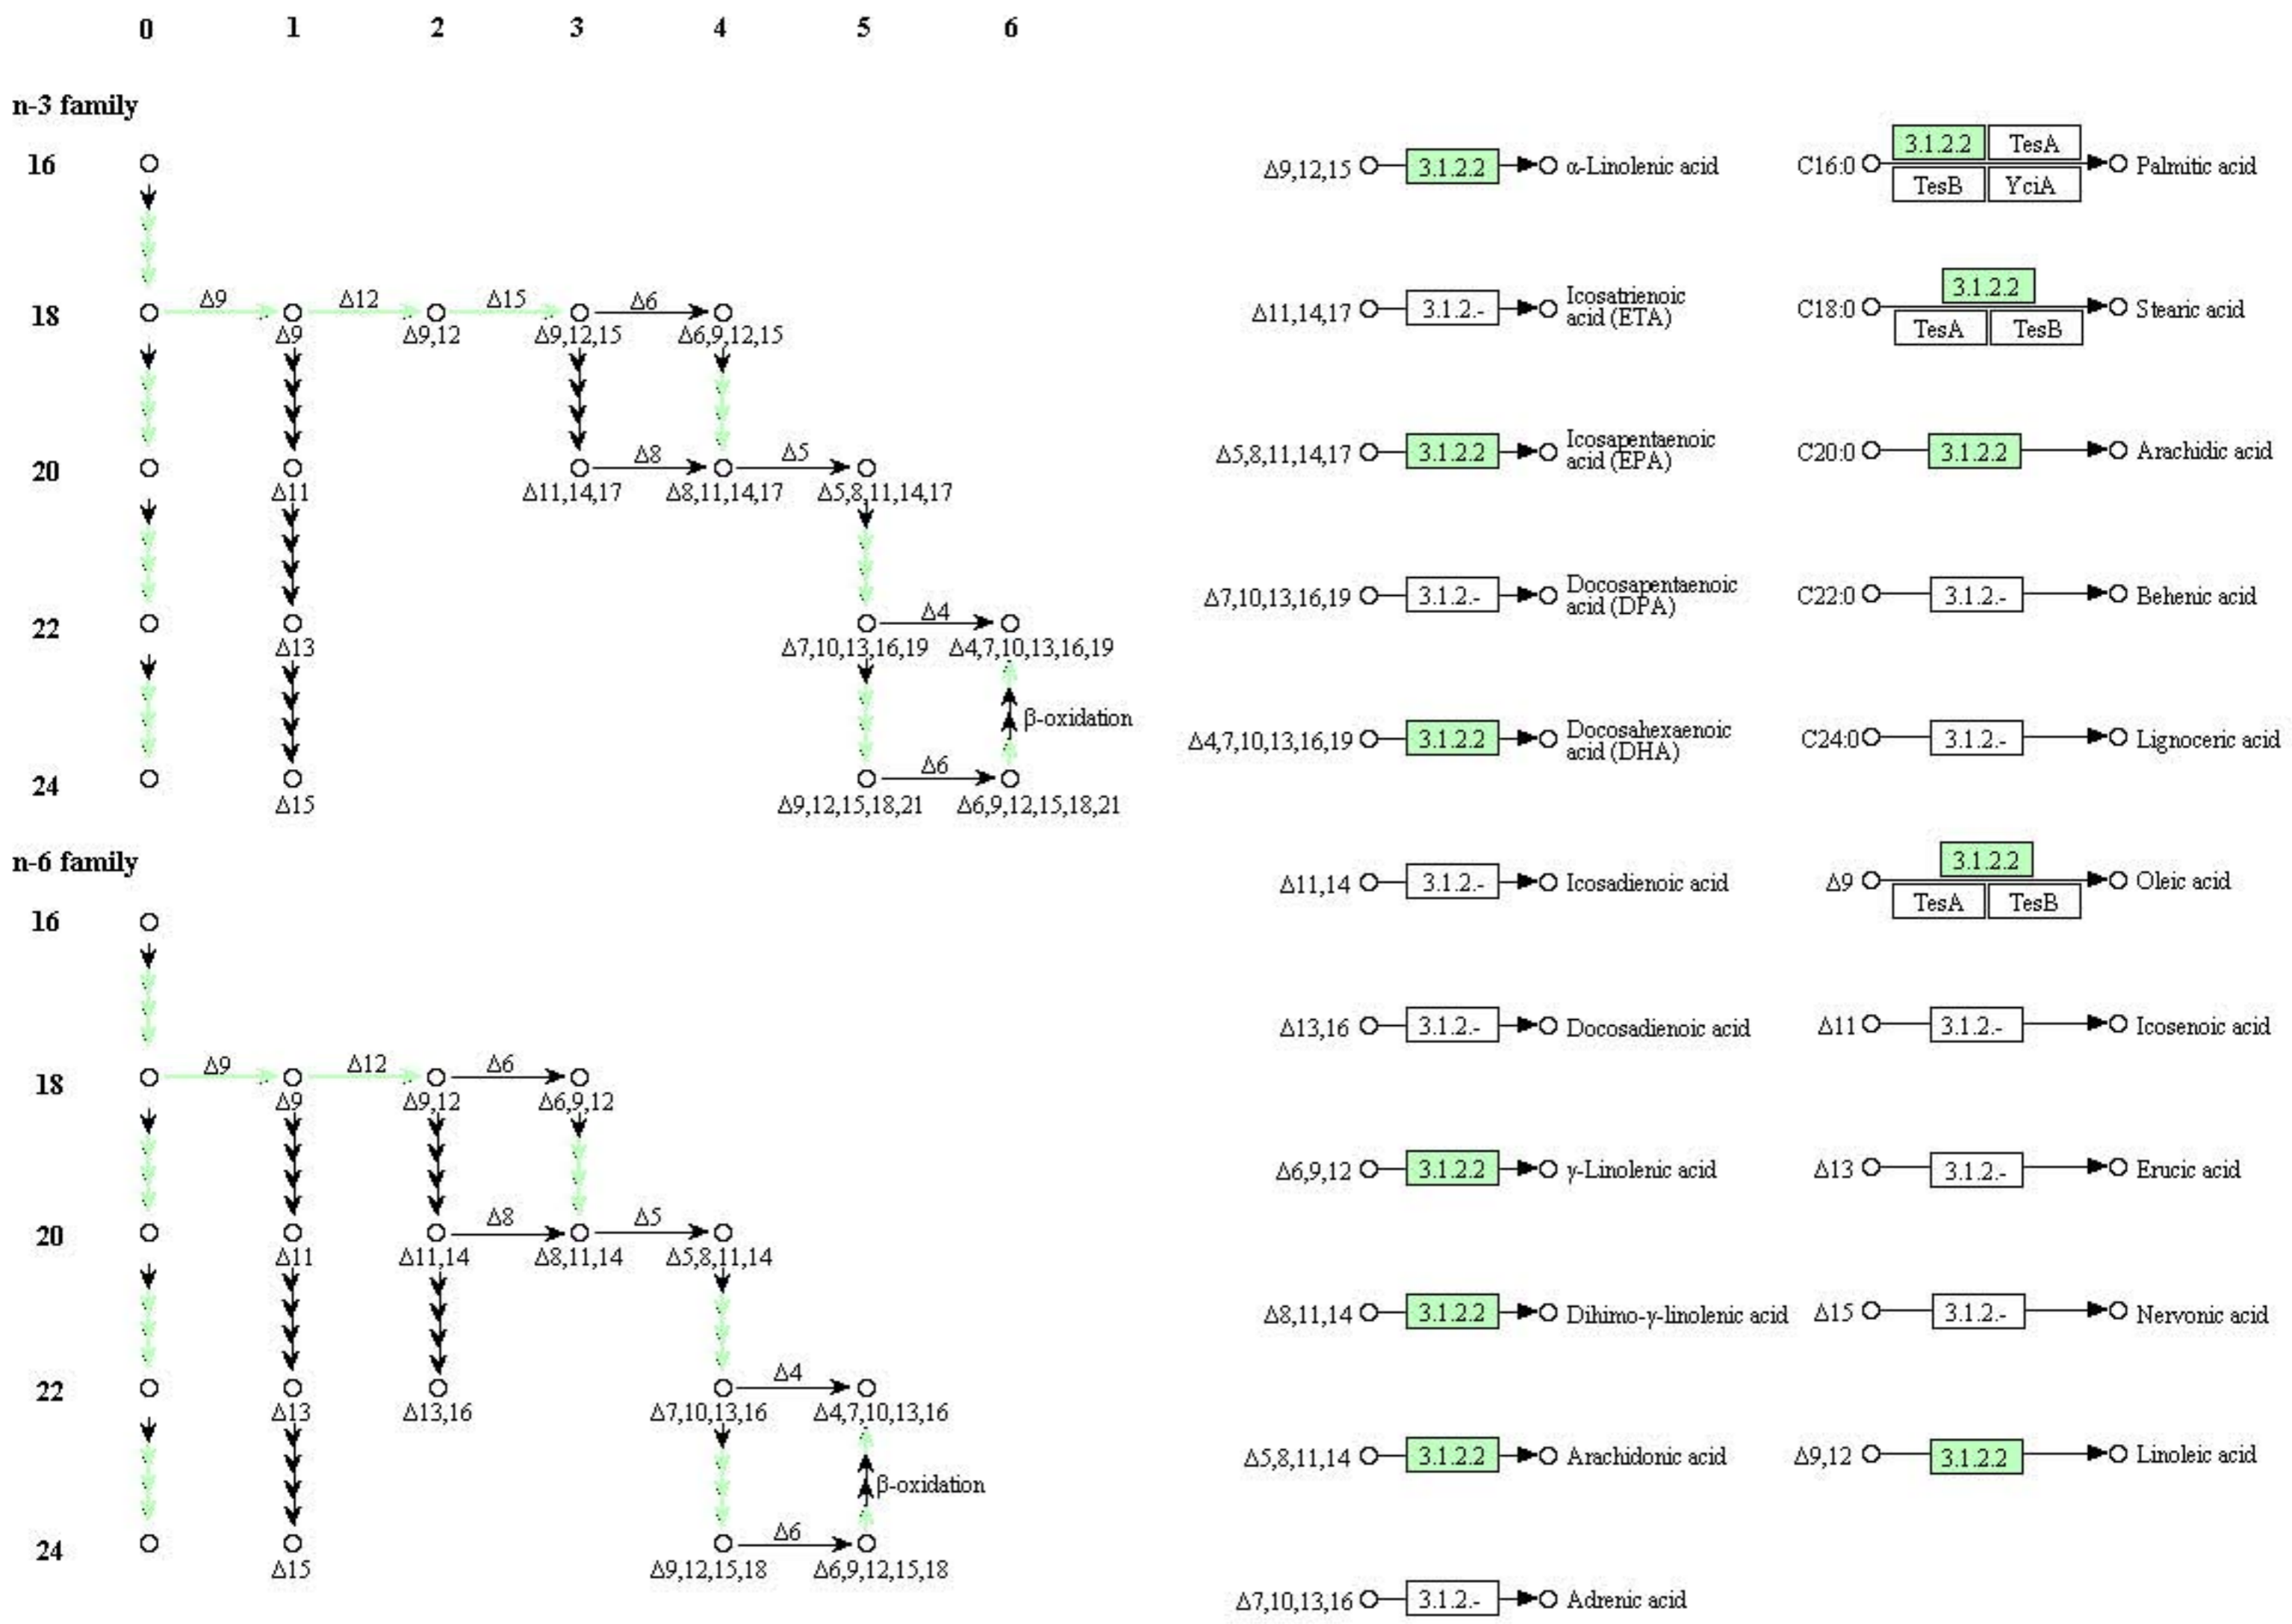 0 1 2 3 4 5 6
n-3 family
16
Δ9 Δ12 Δ15 Δ6
18
Δ9 Δ9,12 Δ9,12,15 Δ6,9,12,15
Δ8 Δ5
20
Δ11 Δ11,14,17 Δ8,11,14,17 Δ5,8,11,14,17
Δ4
22
Δ13 Δ7,10,13,16,19 Δ4,7,10,13,16,19
β-oxidation
Δ6
24
Δ15 Δ9,12,15,18,21 Δ6,9,12,15,18,21
n-6 family
16
Δ9 Δ12 Δ6
18
Δ9 Δ9,12 Δ6,9,12
Δ8 Δ5
20
Δ11 Δ11,14 Δ8,11,14 Δ5,8,11,14
Δ4
22
Δ13 Δ13,16 Δ7,10,13,16 Δ4,7,10,13,16
β-oxidation
Δ6
24
Δ15 Δ9,12,15,18 Δ6,9,12,15,18
Δ9,12,15 3.1.2.2 α-Linolenic acid
Δ11,14,17 3.1.2.- Icosatrienoic
acid (ETA)
Δ5,8,11,14,17 3.1.2.2 Icosapentaenoic
acid (EPA)
Δ7,10,13,16,19 3.1.2.- Docosapentaenoic
acid (DPA)
Δ4,7,10,13,16,19 3.1.2.2 Docosahexaenoic
acid (DHA)
Δ11,14 3.1.2.- Icosadienoic acid
Δ13,16 3.1.2.- Docosadienoic acid
Δ6,9,12 3.1.2.2 γ-Linolenic acid
Δ8,11,14 3.1.2.2 Dihimo-γ-linolenic acid
Δ5,8,11,14 3.1.2.2 Arachidonic acid
Δ7,10,13,16 3.1.2.- Adrenic acid
3.1.2.2 TesA
C16:0 Palmitic acid
TesB YciA
3.1.2.2
C18:0 Stearic acid
TesA TesB
C20:0 3.1.2.2 Arachidic acid
C22:0 3.1.2.- Behenic acid
C24:0 3.1.2.- Lignoceric acid
3.1.2.2
Δ9 Oleic acid
TesA TesB
Δ11 3.1.2.- Icosenoic acid
Δ13 3.1.2.- Erucic acid
Δ15 3.1.2.- Nervonic acid
Δ9,12 3.1.2.2 Linoleic acid